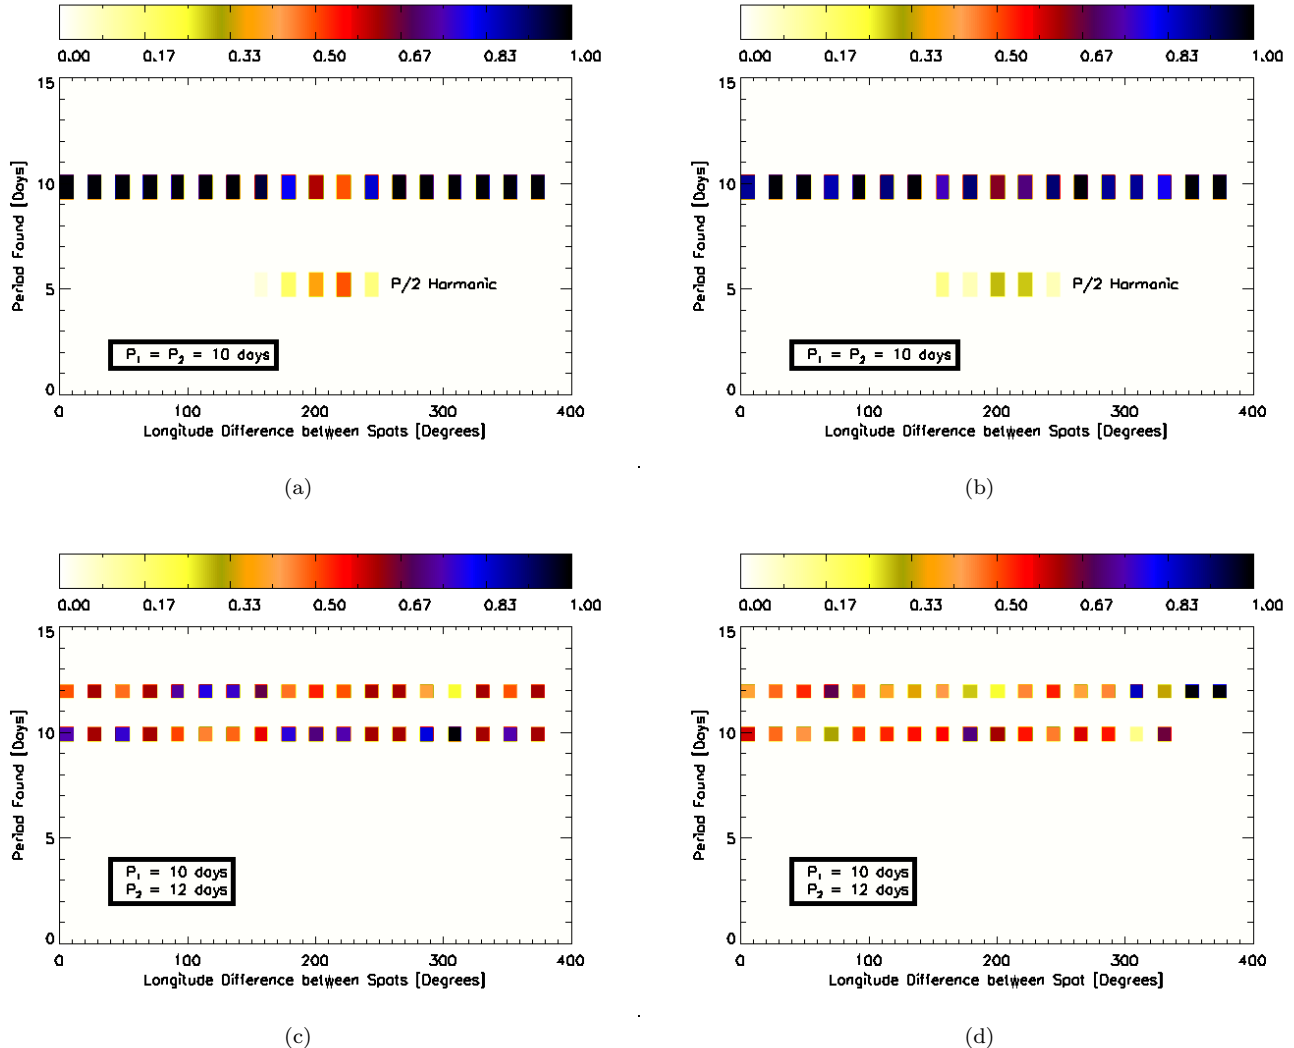 0.00 0.17 0.33 0.50 0.67 0.83 1.00
15
10
5
0
Period Found [Days]
P/2 Harmonic
P₁ = P₂ = 10 days
0 100 200 300 400
Longitude Difference between Spots [Degrees]
(a)
0.00 0.17 0.33 0.50 0.67 0.83 1.00
15
10
5
0
Period Found [Days]
P/2 Harmonic
P₁ = P₂ = 10 days
0 100 200 300 400
Longitude Difference between Spots [Degrees]
(b)
0.00 0.17 0.33 0.50 0.67 0.83 1.00
15
10
5
0
Period Found [Days]
P₁ = 10 days
P₂ = 12 days
0 100 200 300 400
Longitude Difference between Spots [Degrees]
(c)
0.00 0.17 0.33 0.50 0.67 0.83 1.00
15
10
5
0
Period Found [Days]
P₁ = 10 days
P₂ = 12 days
0 100 200 300 400
Longitude Difference between Spot [Degrees]
(d)